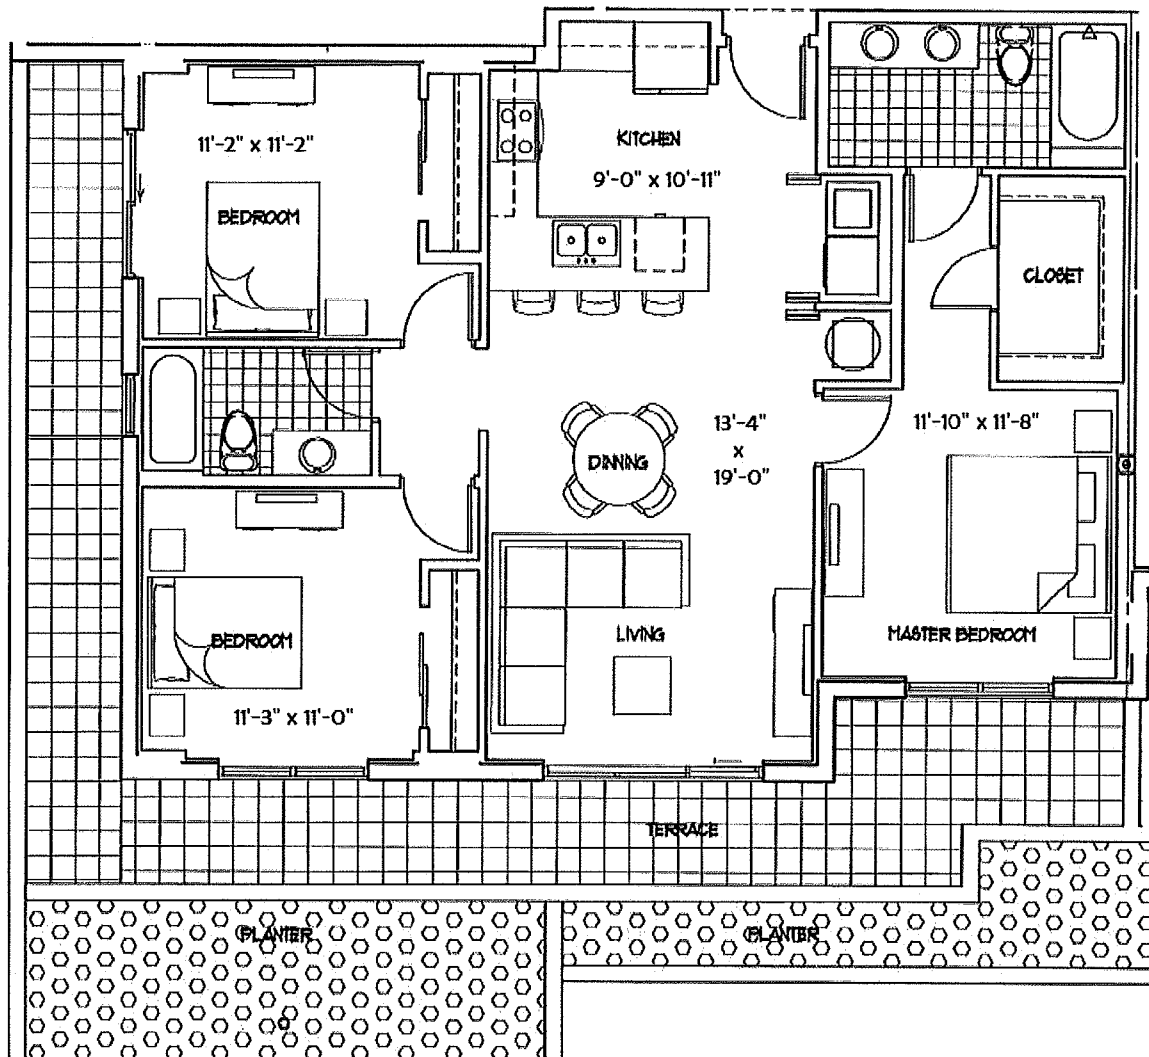 KITCHEN
9'-0" x 10'-11"
11'-2" x 11'-2"
BEDROOM
CLOSET
13'-4"
x
19'-0"
11'-10" x 11'-8"
DINNING
LIVING
MASTER BEDROOM
BEDROOM
11'-3" x 11'-0"
TERRACE
PLANTER
PLANTER